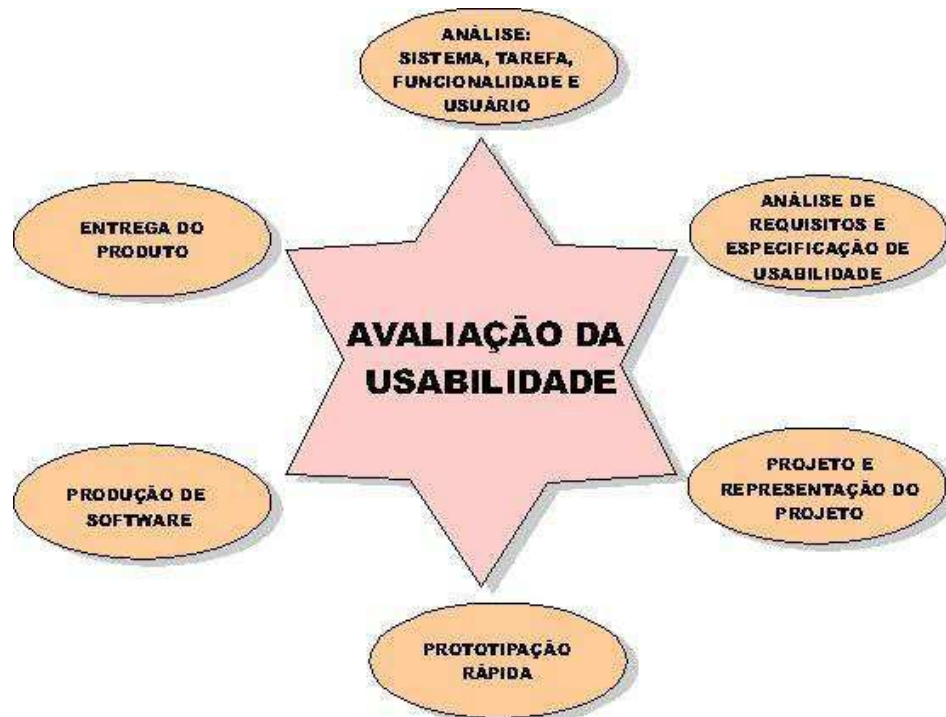 ANÁLISE:
SISTEMA, TAREFA,
FUNCIONALIDADE E
USUÁRIO
ENTREGA DO
PRODUTO
ANÁLISE DE
REQUISITOS E
ESPECIFICAÇÃO DE
USABILIDADE
AVALIAÇÃO DA
USABILIDADE
PRODUÇÃO DE
SOFTWARE
PROJETO E
REPRESENTAÇÃO DO
PROJETO
PROTOTIPAÇÃO
RÁPIDA